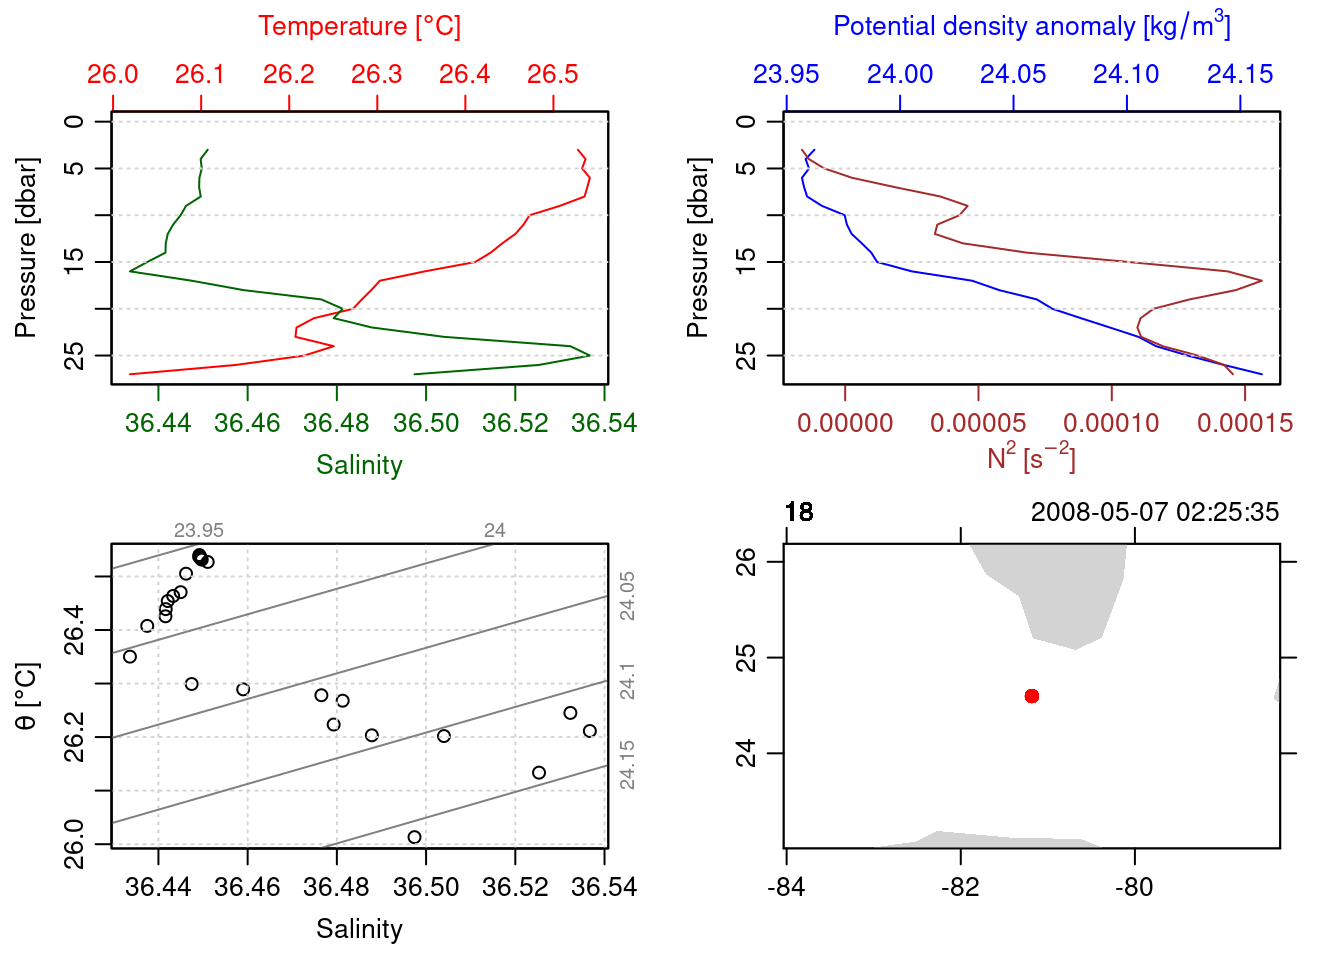 Temperature [°C]
26.0 26.1 26.2 26.3 26.4 26.5
0
5
15
25
Pressure [dbar]
36.44 36.46 36.48 36.50 36.52 36.54
Salinity
Potential density anomaly [kg/m³]
23.95 24.00 24.05 24.10 24.15
0
5
15
25
Pressure [dbar]
0.00000 0.00005 0.00010 0.00015
N² [s⁻²]
23.95 24
24.05
24.1
24.15
26.4
26.2
26.0
θ [°C]
36.44 36.46 36.48 36.50 36.52 36.54
Salinity
18 2008-05-07 02:25:35
26
25
24
-84 -82 -80